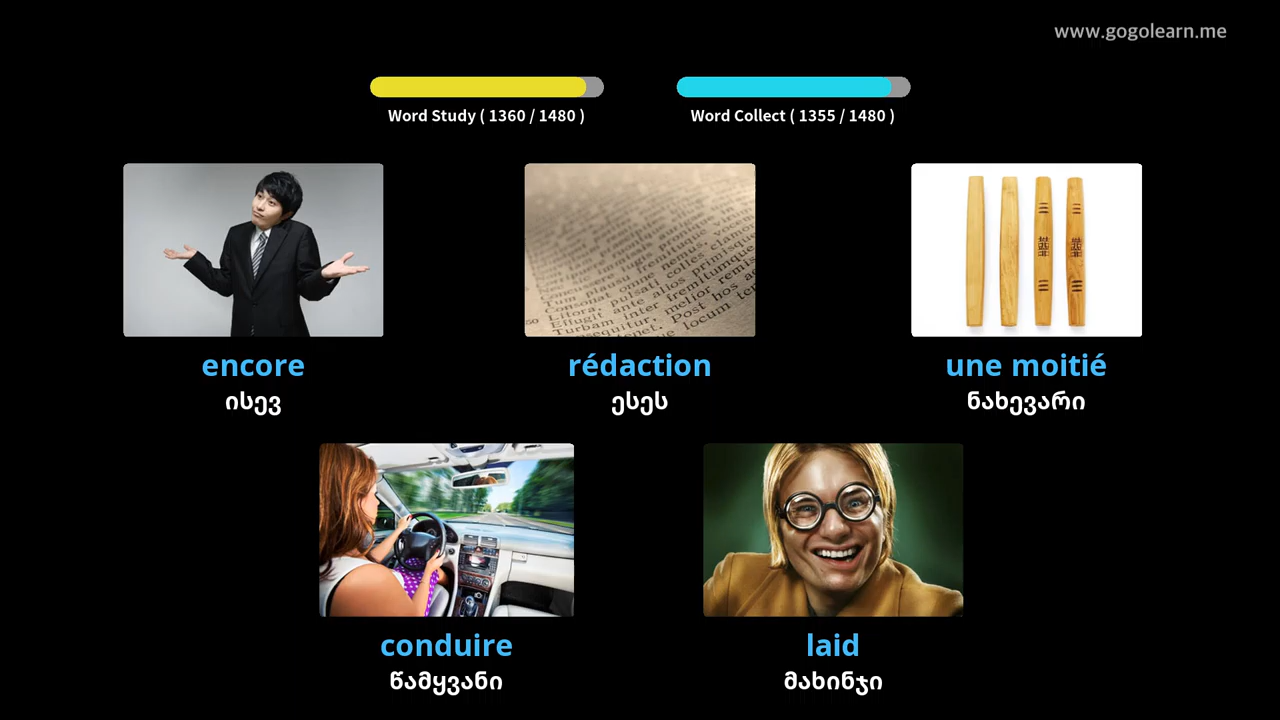 www.gogolearn.me
Word Study ( 1360 / 1480 )
Word Collect ( 1355 / 1480 )
encore
ისევ
rédaction
ესეს
une moitié
ნახევარი
conduire
წამყვანი
laid
მახინჯი